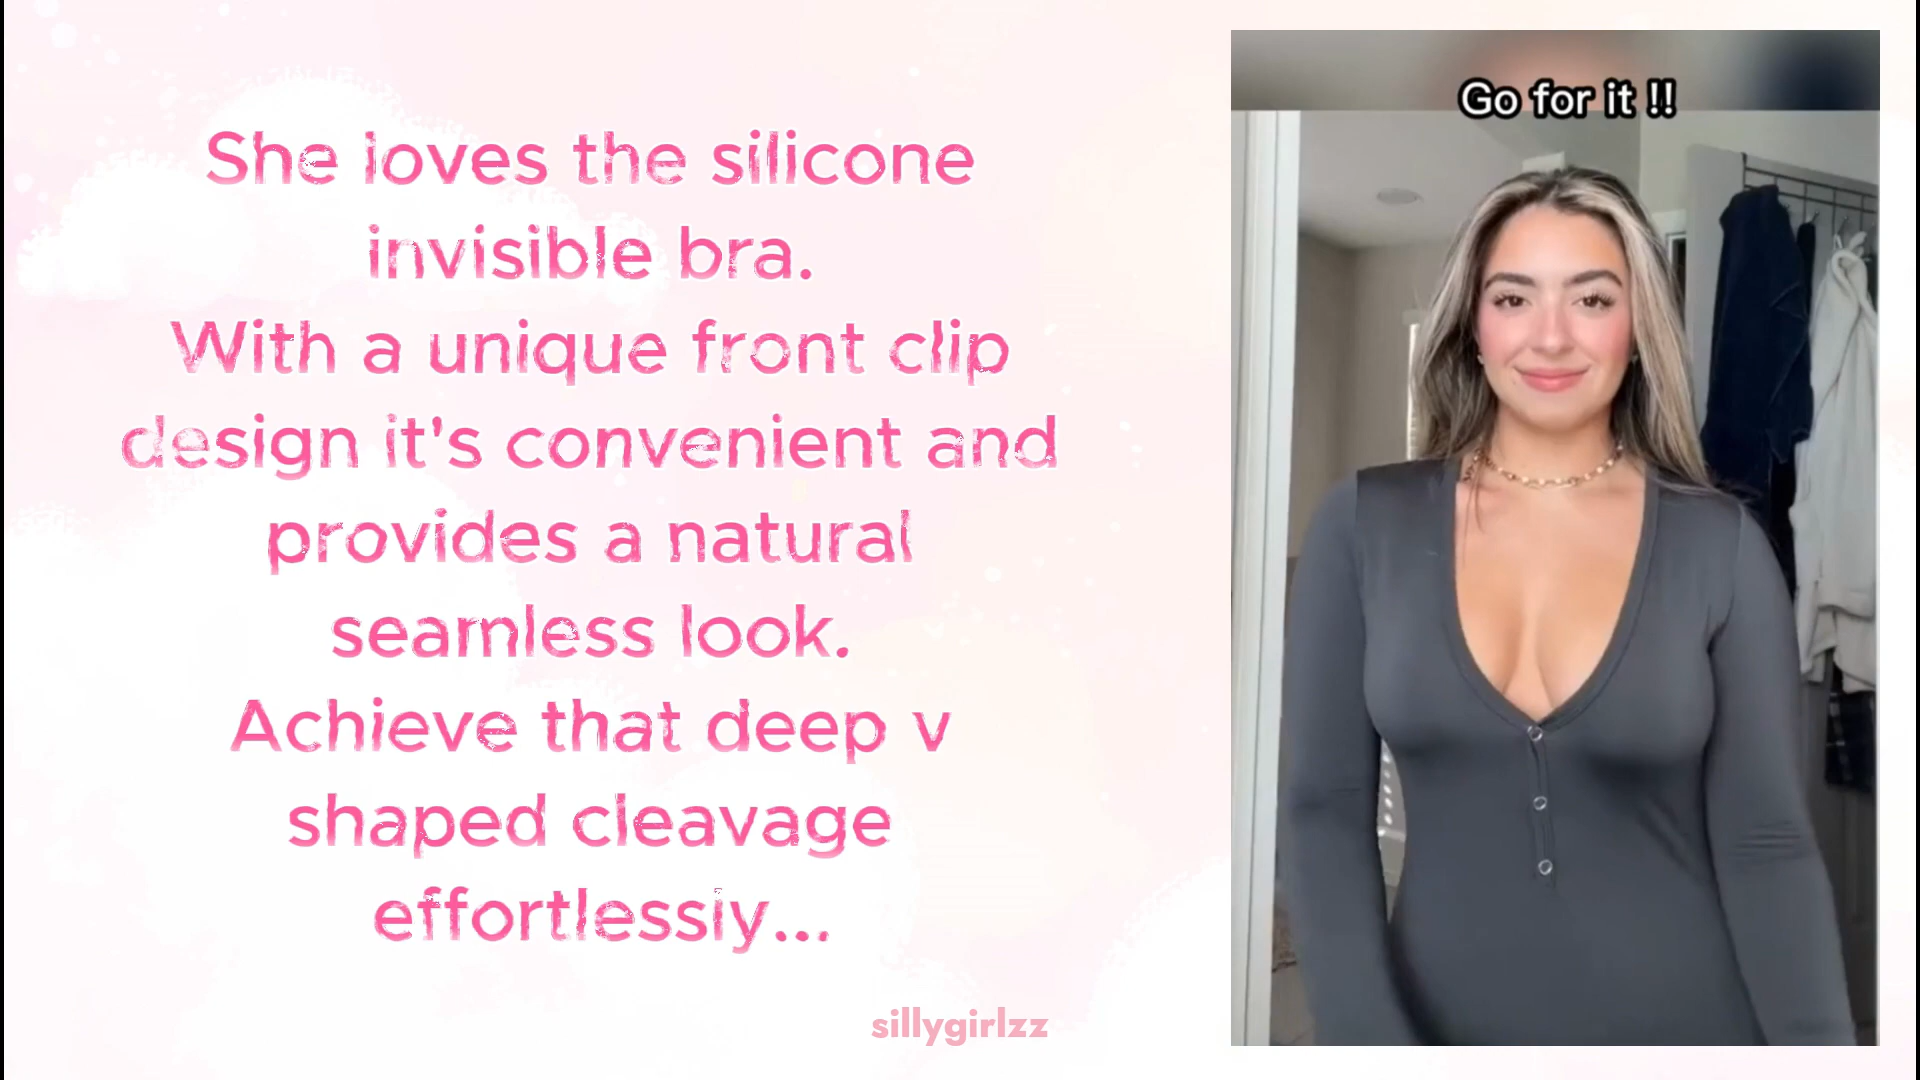 She loves the silicone
invisible bra.
With a unique front clip
design it's convenient and
provides a natural
seamless look.
Achieve that deep v
shaped cleavage
effortlessly...
sillygirlzz
Go for it !!